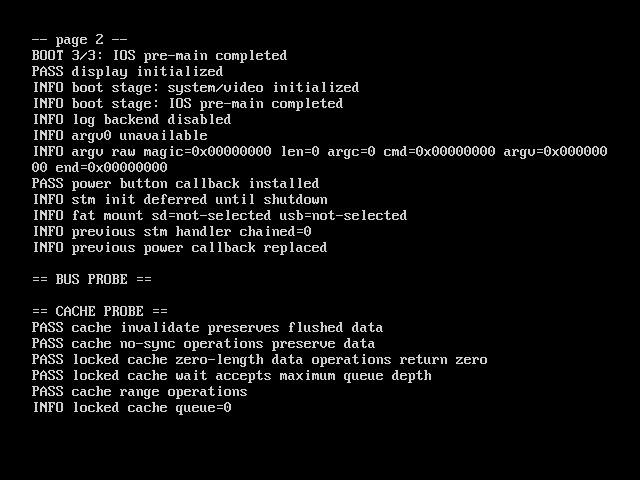 -- page 2 --
BOOT 3/3: IOS pre-main completed
PASS display initialized
INFO boot stage: system/video initialized
INFO boot stage: IOS pre-main completed
INFO log backend disabled
INFO argv0 unavailable
INFO argv raw magic=0x00000000 len=0 argc=0 cmd=0x00000000 argv=0x000000
00 end=0x00000000
PASS power button callback installed
INFO stm init deferred until shutdown
INFO fat mount sd=not-selected usb=not-selected
INFO previous stm handler chained=0
INFO previous power callback replaced
== BUS PROBE ==
== CACHE PROBE ==
PASS cache invalidate preserves flushed data
PASS cache no-sync operations preserve data
PASS locked cache zero-length data operations return zero
PASS locked cache wait accepts maximum queue depth
PASS cache range operations
INFO locked cache queue=0